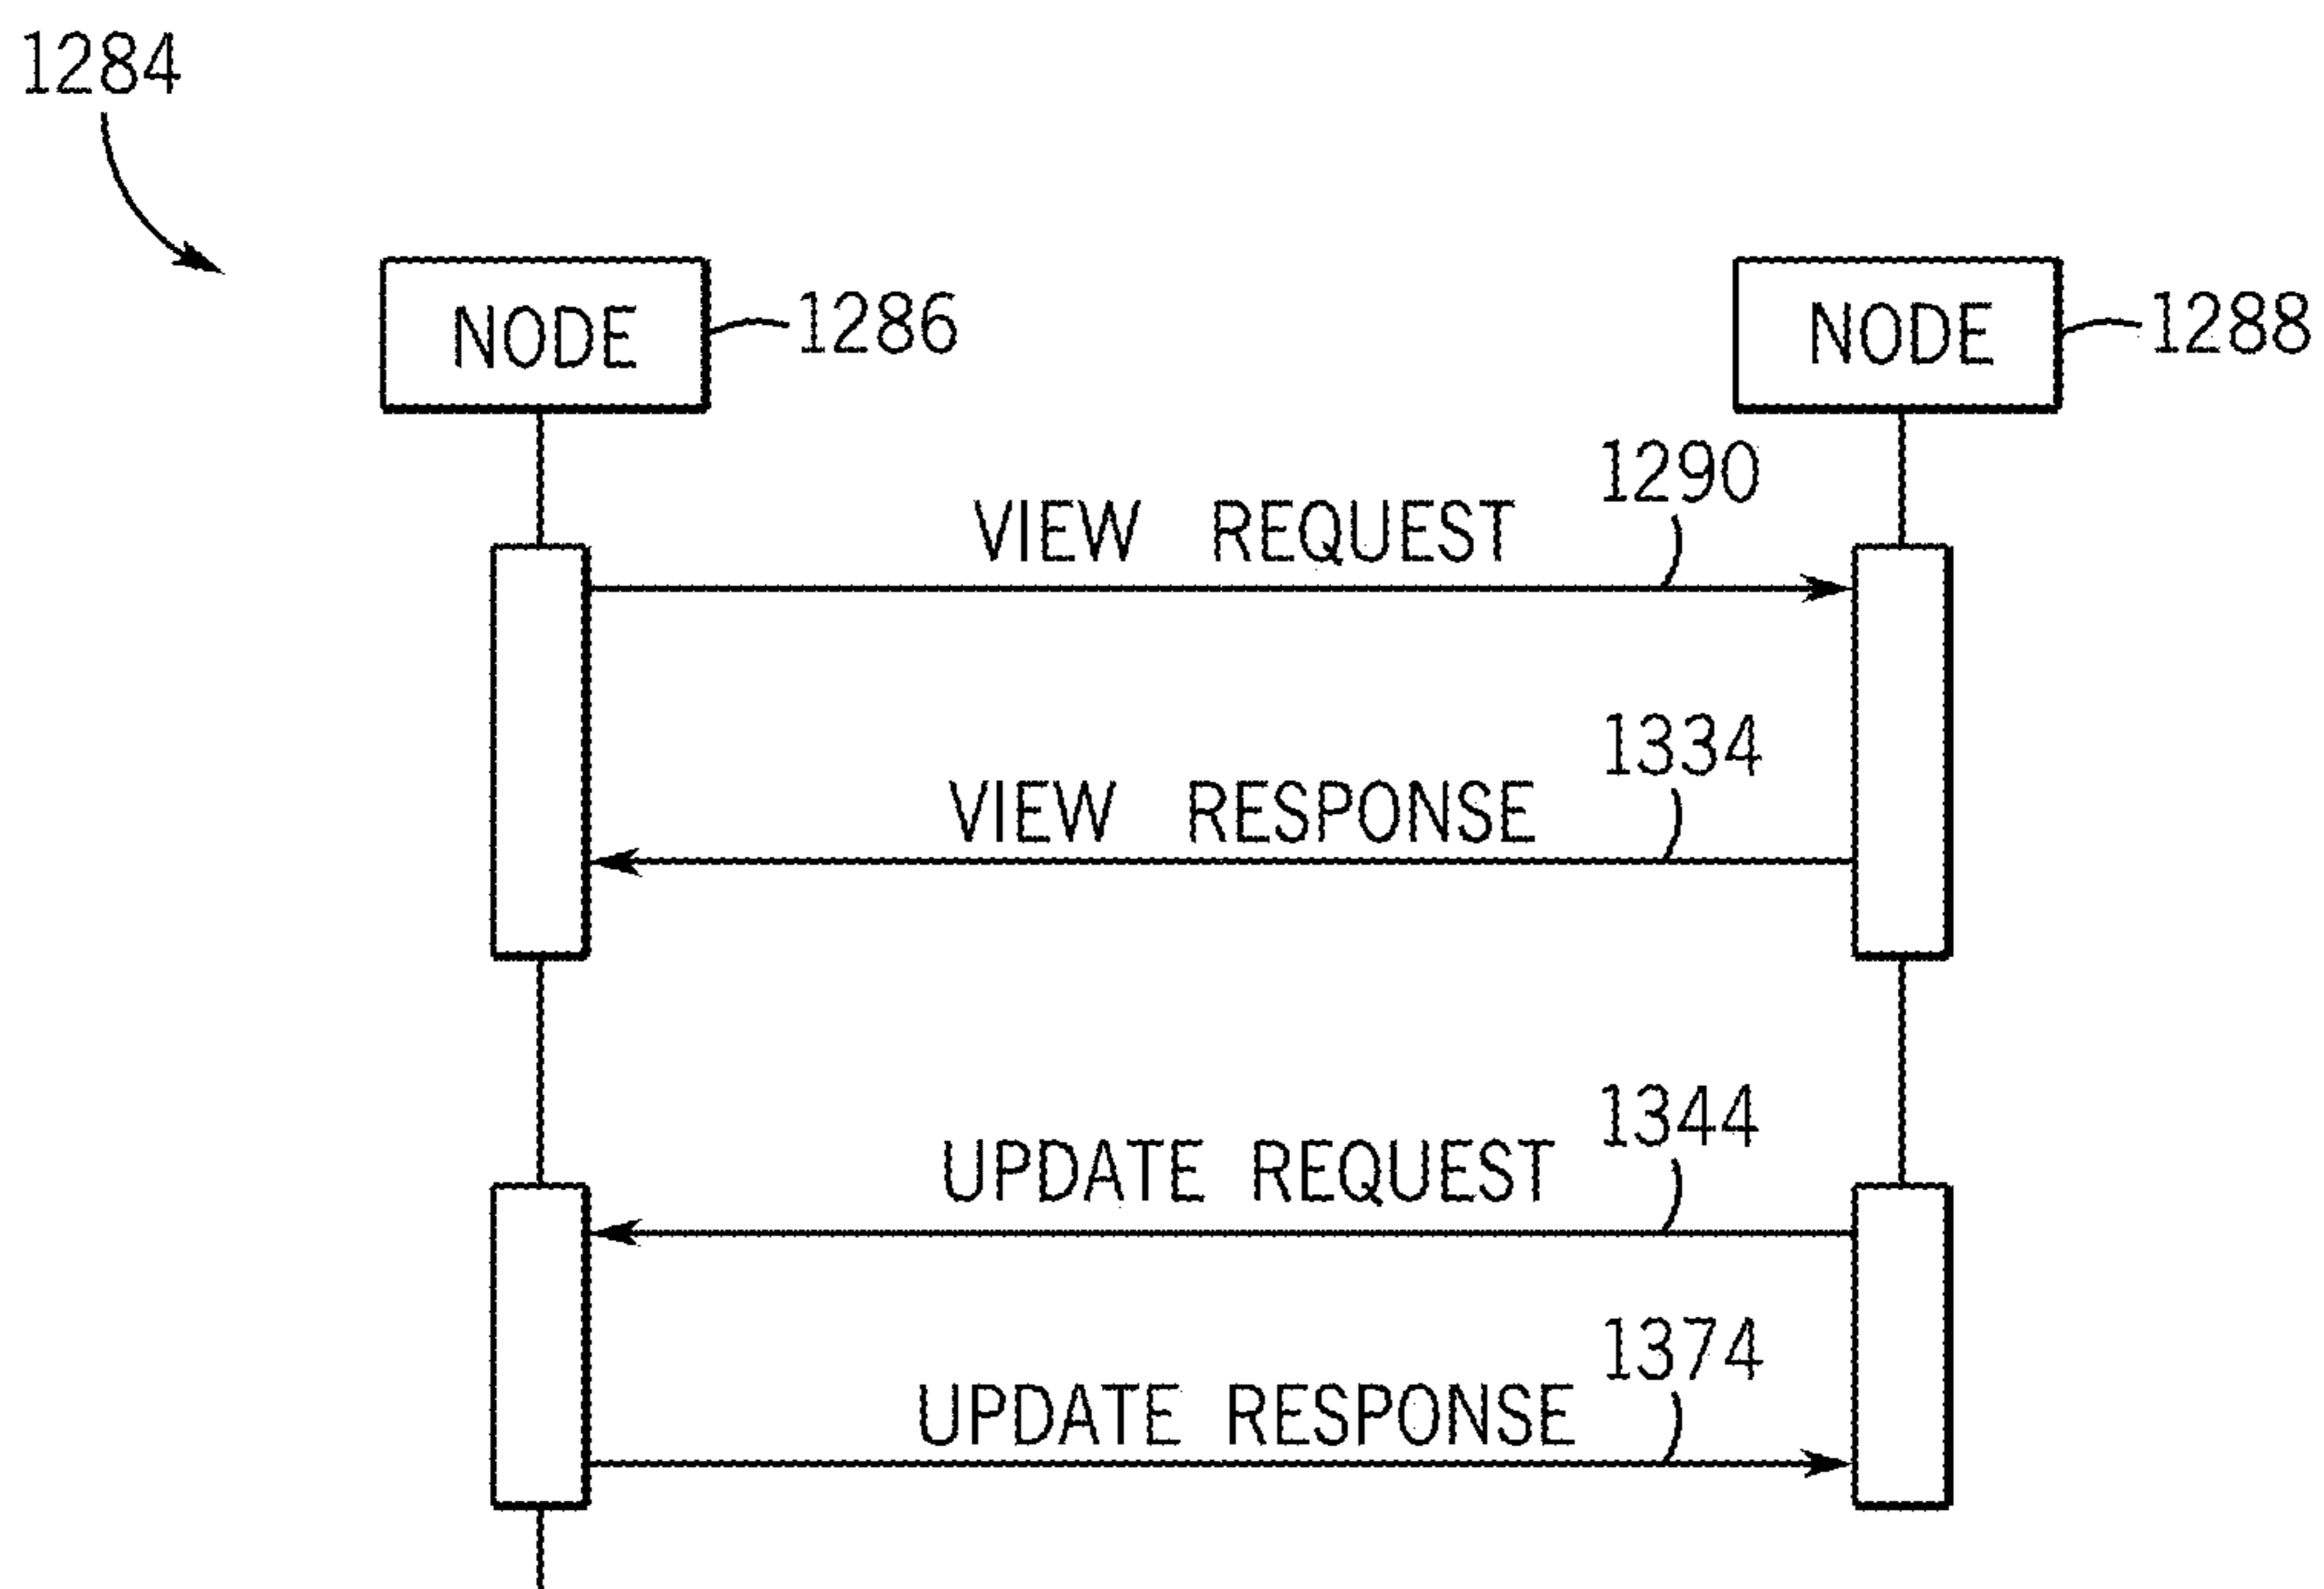 1284
NODE
1286
NODE
1288
1290
VIEW REQUEST
1334
VIEW RESPONSE
1344
UPDATE REQUEST
1374
UPDATE RESPONSE